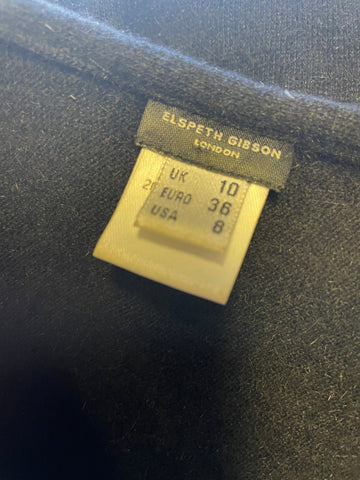 ELSPETH GIBSON
LONDON
UK 10
EURO 36
USA 8